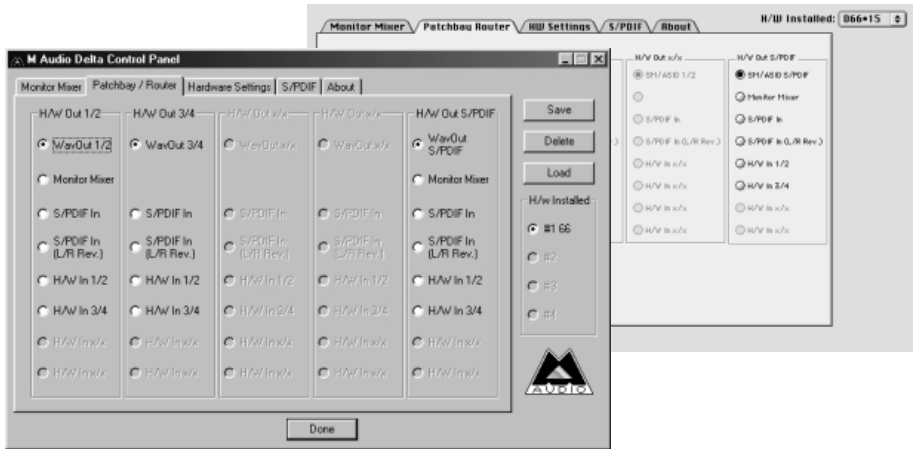 H/W Installed: D66•15
Monitor Mixer Patchbay Router HW Settings S/PDIF About
H/W Out x/x H/W Out S/PDIF
SM/ASIO 1/2 SM/ASIO S/PDIF
Monitor Mixer
S/PDIF In S/PDIF In
S/PDIF In (L/R Rev.) S/PDIF In (L/R Rev.)
H/W In x/x H/W In 1/2
H/W In x/x H/W In 3/4
H/W In x/x H/W In x/x
H/W In x/x H/W In x/x
M Audio Delta Control Panel
Monitor Mixer Patchbay / Router Hardware Settings S/PDIF About
H/W Out 1/2 H/W Out 3/4 H/W Out x/x H/W Out x/x H/W Out S/PDIF
WavOut 1/2 WavOut 3/4 WavOut x/x WavOut x/x WavOut S/PDIF
Monitor Mixer Monitor Mixer
S/PDIF In S/PDIF In S/PDIF In S/PDIF In S/PDIF In
S/PDIF In (L/R Rev.) S/PDIF In (L/R Rev.) S/PDIF In (L/R Rev.) S/PDIF In (L/R Rev.) S/PDIF In (L/R Rev.)
H/W In 1/2 H/W In 1/2 H/W In 1/2 H/W In 1/2 H/W In 1/2
H/W In 3/4 H/W In 3/4 H/W In 3/4 H/W In 3/4 H/W In 3/4
H/W In x/x H/W In x/x H/W In x/x H/W In x/x H/W In x/x
H/W In x/x H/W In x/x H/W In x/x H/W In x/x H/W In x/x
Save
Delete
Load
H/w Installed
#1 66
#2
#3
#4
M AUDIO
Done